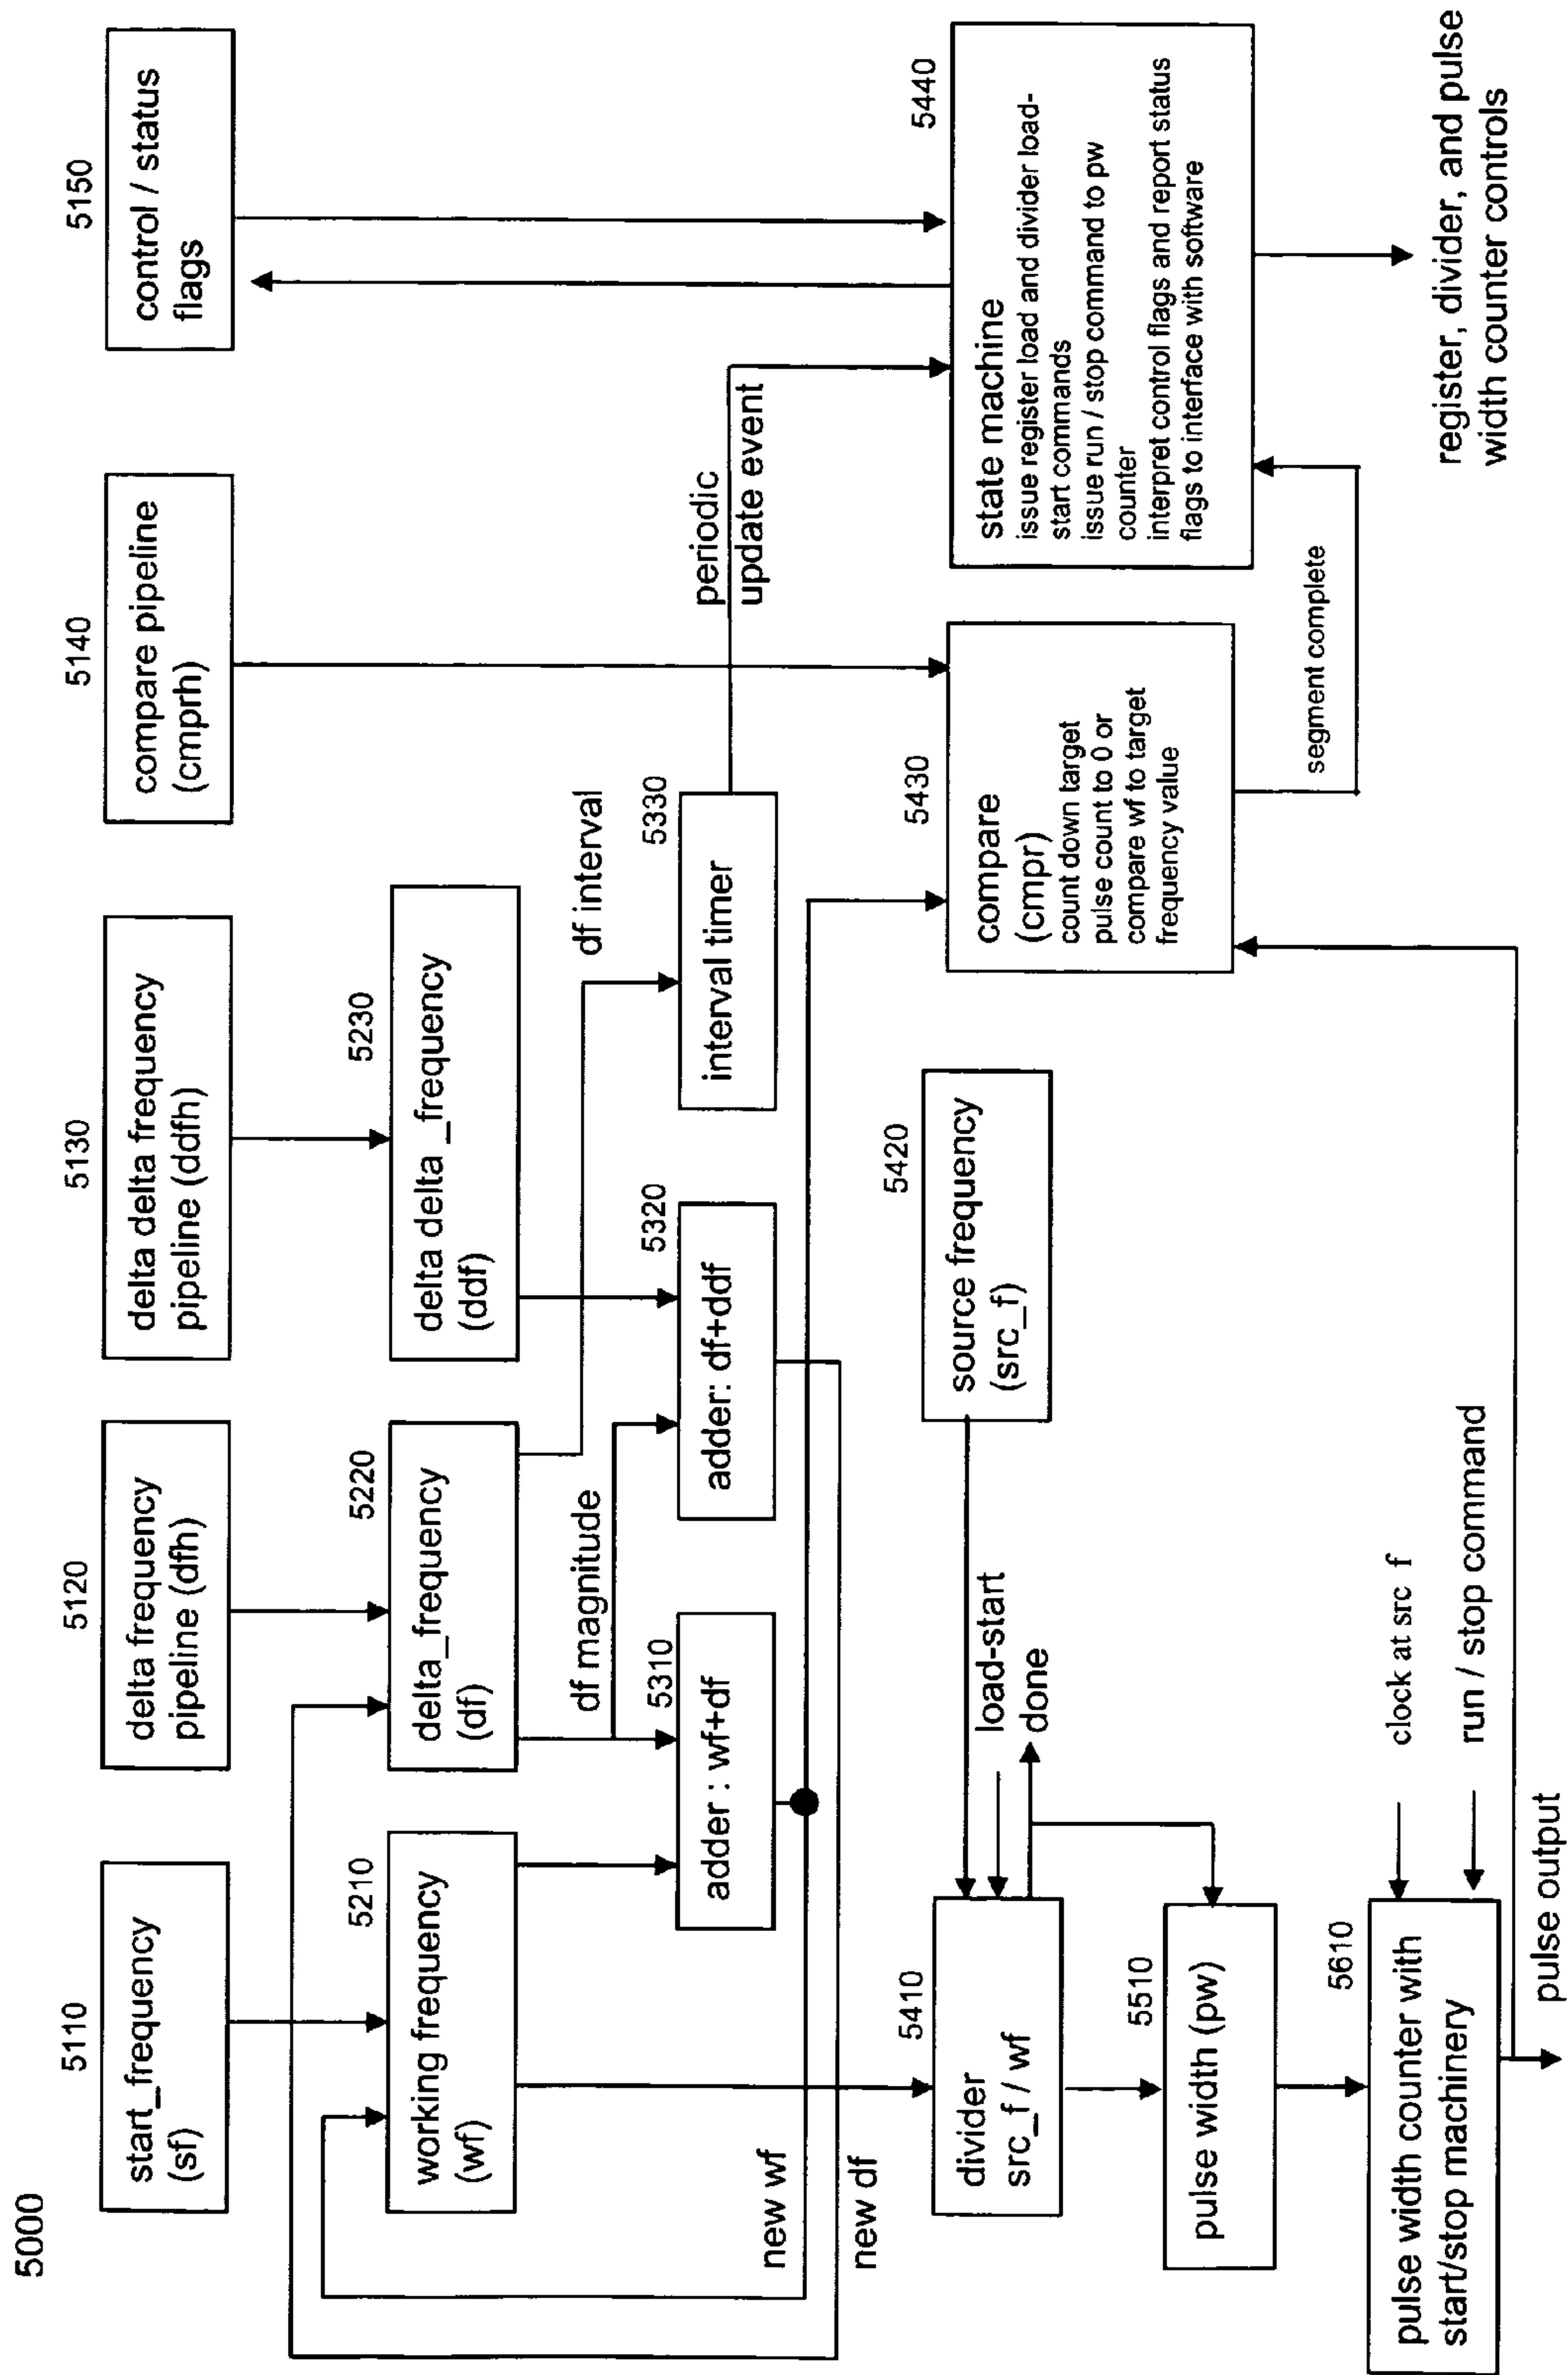 5000
5110
start_frequency
(sf)
5120
delta frequency
pipeline (dfh)
5130
delta delta frequency
pipeline (ddfh)
5140
compare pipeline
(cmprh)
5150
control / status
flags
5210
working frequency
(wf)
5220
delta_frequency
(df)
5230
delta delta _frequency
(ddf)
df magnitude
df interval
5310
adder : wf+df
5320
adder: df+ddf
5330
interval timer
periodic
update event
new wf
new df
5410
divider
src_f / wf
load-start
done
5420
source frequency
(src_f)
5430
compare
(cmpr)
count down target
pulse count to 0 or
compare wf to target
frequency value
5440
state machine
issue register load and divider load-
start commands
issue run / stop command to pw
counter
interpret control flags and report status
flags to interface with software
segment complete
5510
pulse width (pw)
5610
pulse width counter with
start/stop machinery
clock at src f
run / stop command
pulse output
register, divider, and pulse
width counter controls